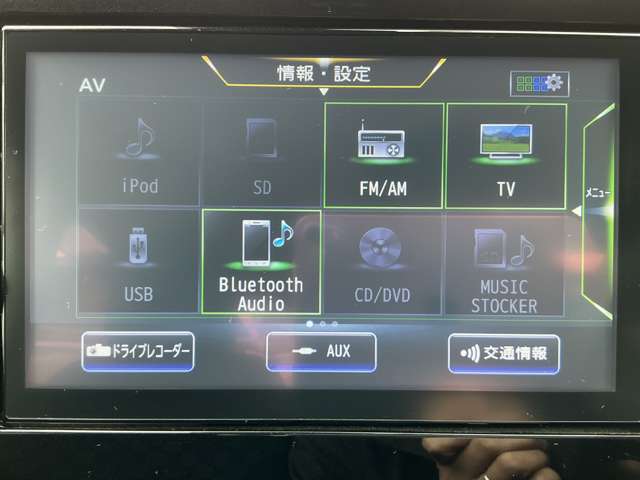 情報・設定
AV
iPod
SD
FM/AM
TV
メニュー
USB
Bluetooth
Audio
CD/DVD
MUSIC
STOCKER
ドライブレコーダー
AUX
交通情報